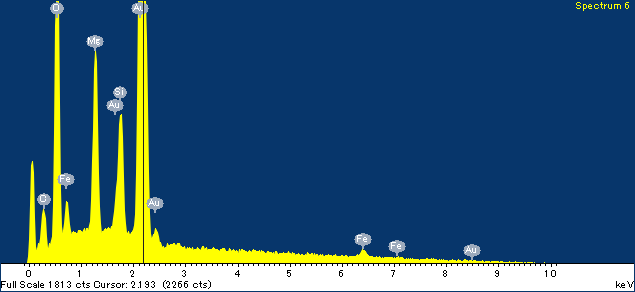 Spectrum 6
O
Au
Mg
Si
Au
Fe
Au
Fe
Fe
Au
0 1 2 3 4 5 6 7 8 9 10
Full Scale 1813 cts Cursor: 2.193 (2266 cts) keV